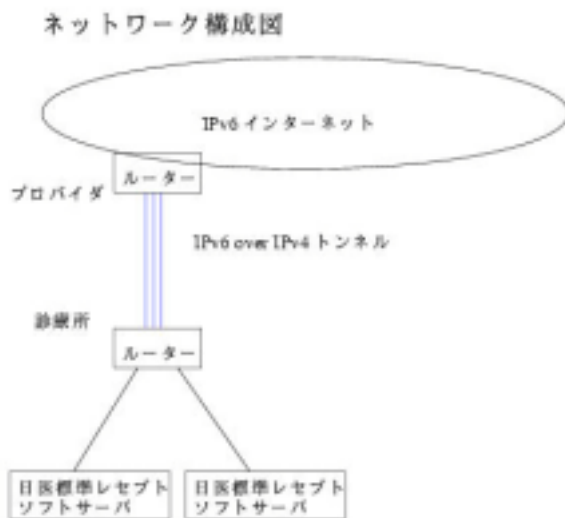 ネットワーク構成図
IPv6 インターネット
ルーター
プロバイダ
IPv6 over IPv4 トンネル
診療所
ルーター
日医標準レセプト
ソフトサーバ
日医標準レセプト
ソフトサーバ